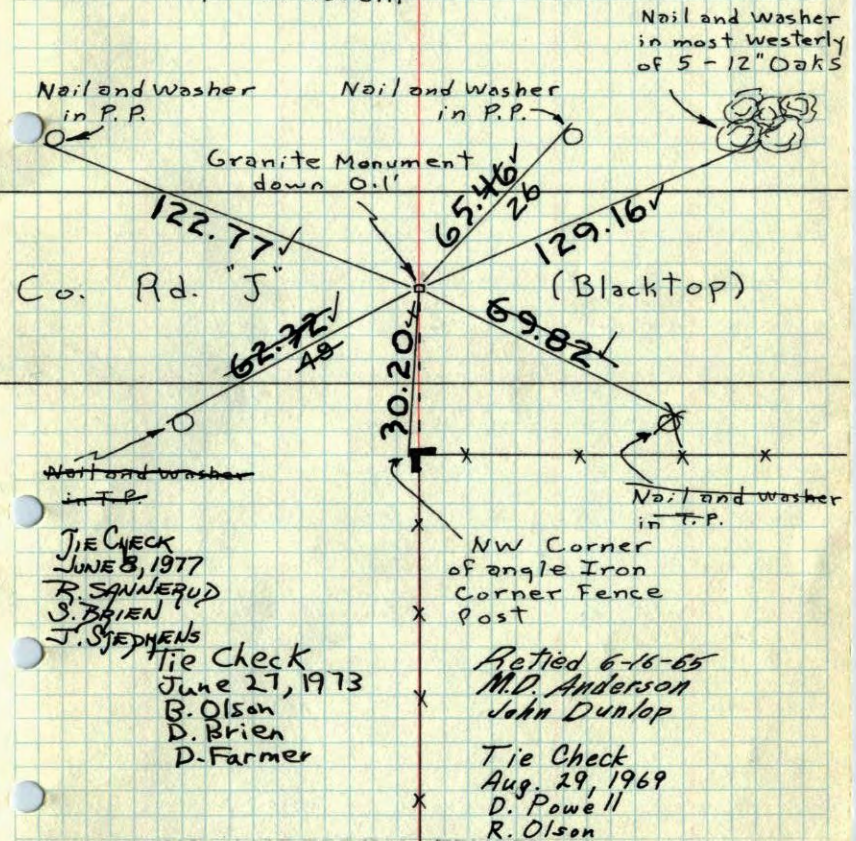 Nail and Washer
in most Westerly
of 5 - 12" Oaks
Nail and Washer
in P.P.
Nail and Washer
in P.P.
Granite Monument
down 0.1'
122.77
65.46
26
129.16
Co. Rd. "J"
(Blacktop)
62.32
48
30.20
69.82
Nail and Washer
in T.P.
Nail and Washer
in T.P.
NW Corner
of angle Iron
Corner Fence
Post
TIE CHECK
JUNE 8, 1977
R. SANNERUD
S. BRIEN
Tie Check
June 27, 1973
B. Olson
D. Brien
D. Farmer
Retied 6-16-65
M.D. Anderson
John Dunlop
Tie Check
Aug. 29, 1969
D. Powell
R. Olson